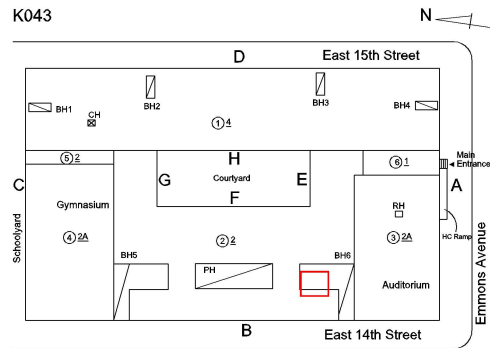 K043
N
D
East 15th Street
BH1
CH
BH2
BH3
BH4
1 4
5 2
H
6 1
Main
Entrance
C
G
Courtyard
E
A
F
Gymnasium
RH
Schoolyard
4 2A
2 2
3 2A
HC Ramp
BH5
PH
BH6
Auditorium
Emmons Avenue
B
East 14th Street